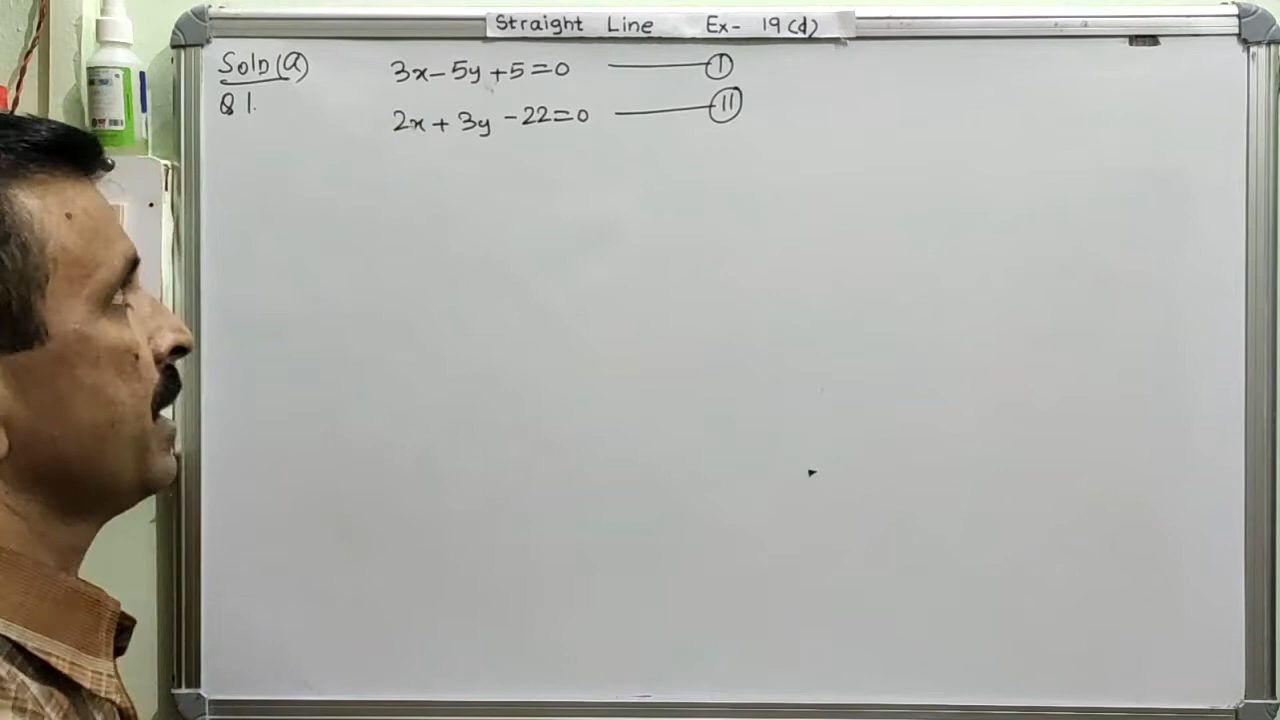 Straight Line Ex- 19(d)
Soln (a) 3x-5y+5=0 ——— I
Q 1. 2x+3y-22=0 ——— II